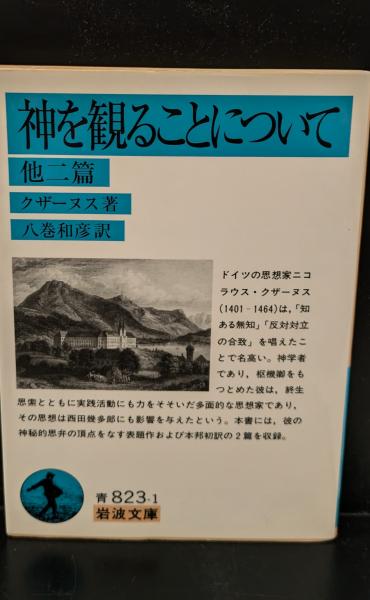 神を観ることについて
他二篇
クザーヌス著
八巻和彦訳
ドイツの思想家ニコ
ラウス・クザーヌス
(1401‐1464)は,「知
ある無知」「反対対立
の合致」を唱えたこ
とで名高い。神学者
であり,枢機卿をも
つとめた彼は,終生
思索とともに実践活動にも力をそそいだ多面的な思想家であり,
その思想は西田幾多郎にも影響を与えたという。本書には,彼の
神秘的思弁の頂点をなす表題作および本邦初訳の2篇を収録。
青 823-1
岩波文庫